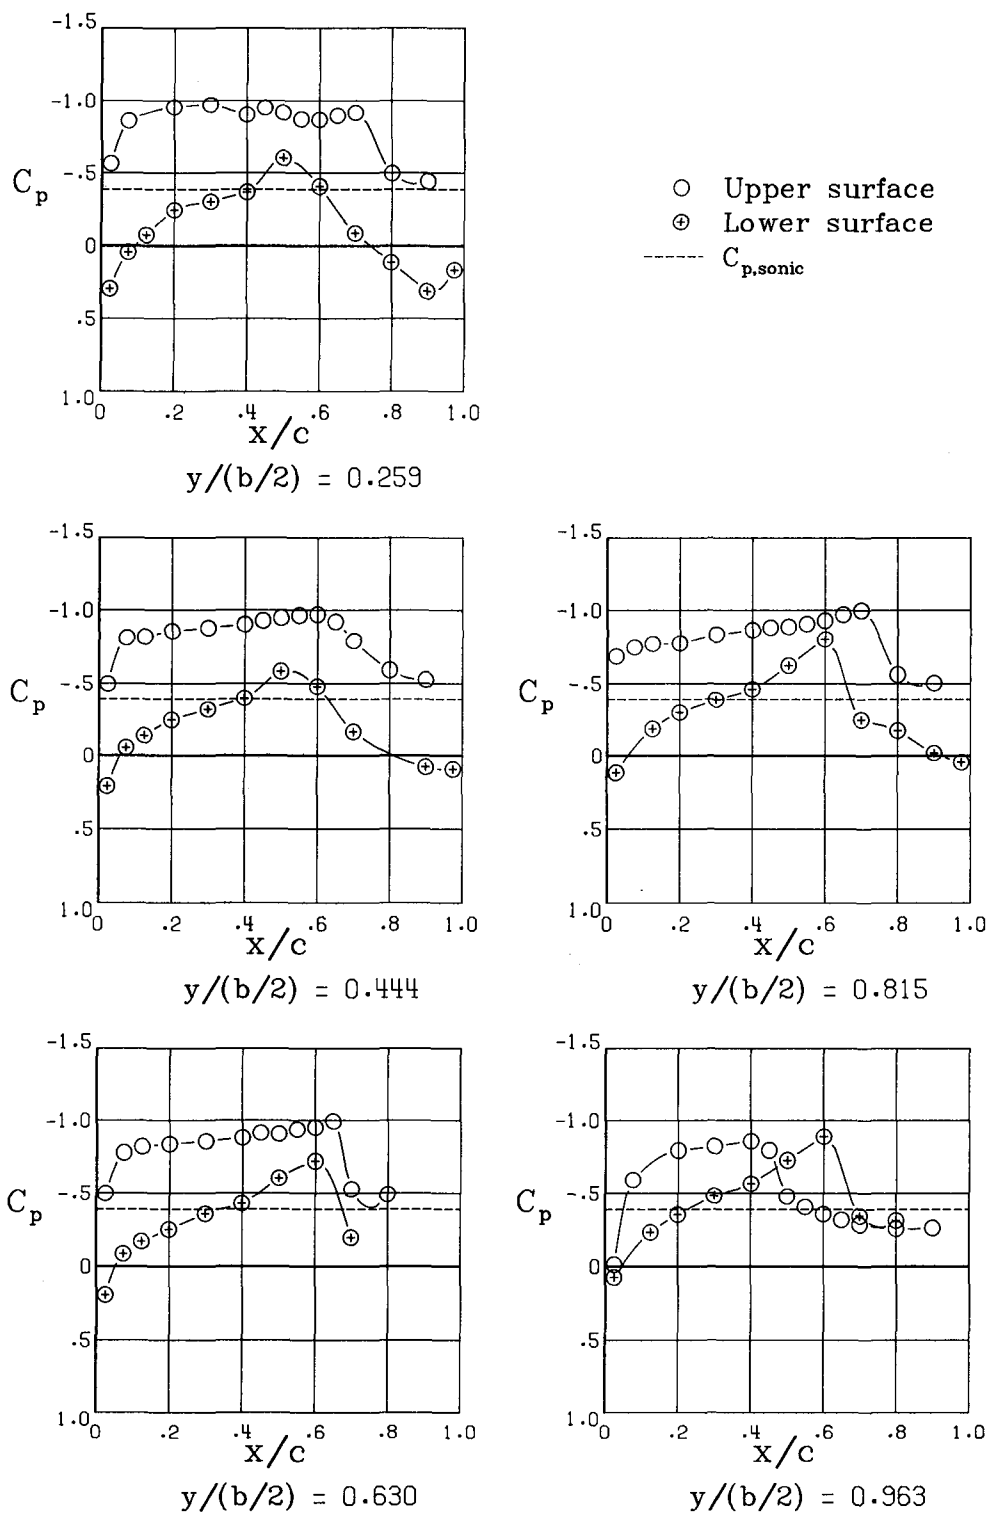 -1.5
-1.0
-.5
0
.5
1.0
C_p
0 .2 .4 .6 .8 1.0
x/c
y/(b/2) = 0.259
Upper surface
Lower surface
C_p,sonic
-1.5
-1.0
-.5
0
.5
1.0
C_p
0 .2 .4 .6 .8 1.0
x/c
y/(b/2) = 0.444
-1.5
-1.0
-.5
0
.5
1.0
C_p
0 .2 .4 .6 .8 1.0
x/c
y/(b/2) = 0.815
-1.5
-1.0
-.5
0
.5
1.0
C_p
0 .2 .4 .6 .8 1.0
x/c
y/(b/2) = 0.630
-1.5
-1.0
-.5
0
.5
1.0
C_p
0 .2 .4 .6 .8 1.0
x/c
y/(b/2) = 0.963